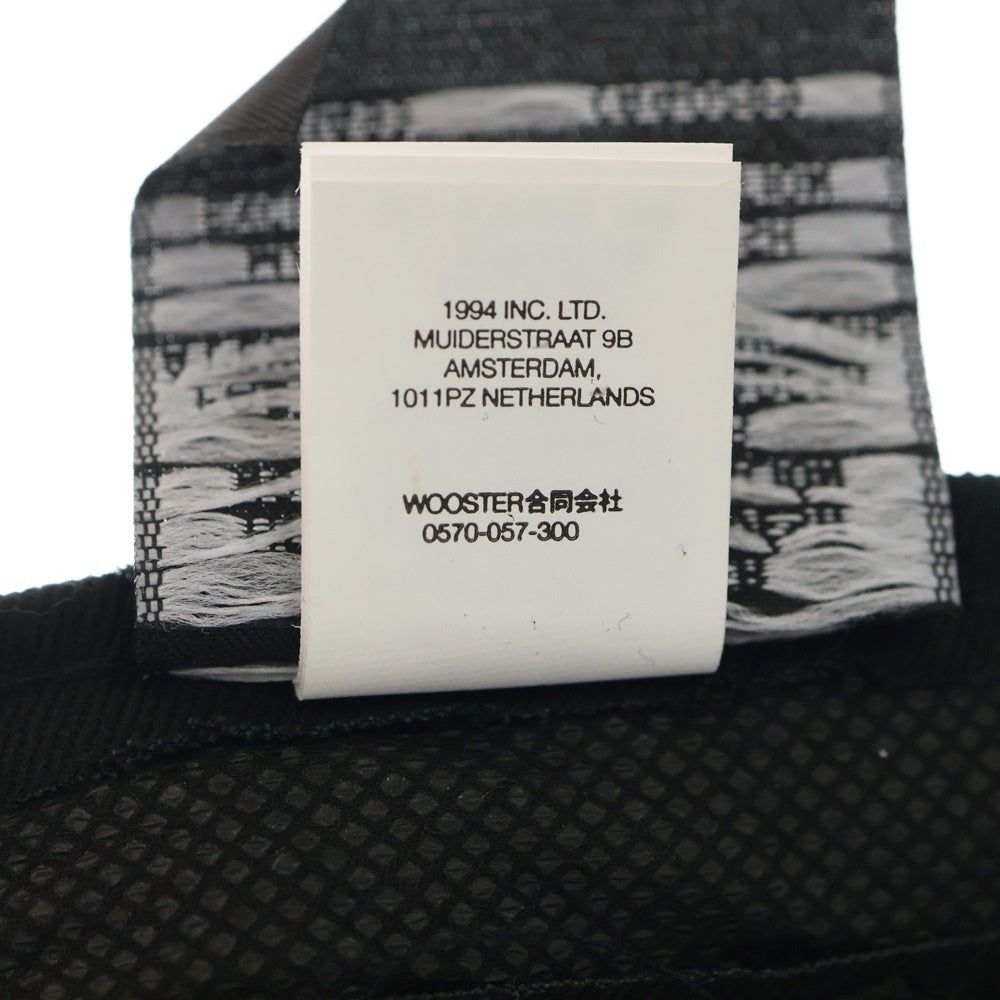 1994 INC. LTD.
MUIDERSTRAAT 9B
AMSTERDAM,
1011PZ NETHERLANDS
WOOSTER合同会社
0570-057-300